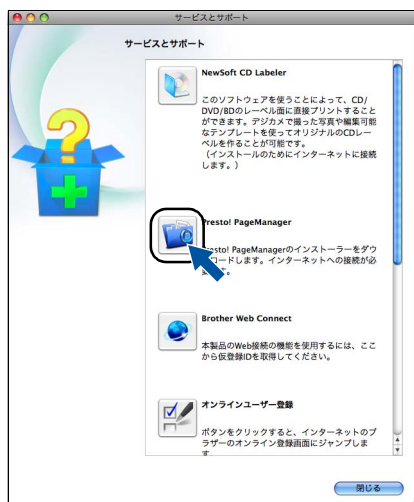 サービスとサポート
サービスとサポート
NewSoft CD Labeler
このソフトウェアを使うことによって、CD/
DVD/BDのレーベル面に直接プリントすること
ができます。デジカメで撮った写真や編集可能
なテンプレートを使ってオリジナルのCDレー
ベルを作ることが可能です。
(インストールのためにインターネットに接続
します。)
Presto! PageManager
Presto! PageManagerのインストーラーをダウ
ロードします。インターネットへの接続が必
です。
Brother Web Connect
本製品のWeb接続の機能を使用するには、ここ
から仮登録IDを取得してください。
オンラインユーザー登録
ボタンをクリックすると、インターネットのブ
ラザーのオンライン登録画面にジャンプしま
す。
閉じる